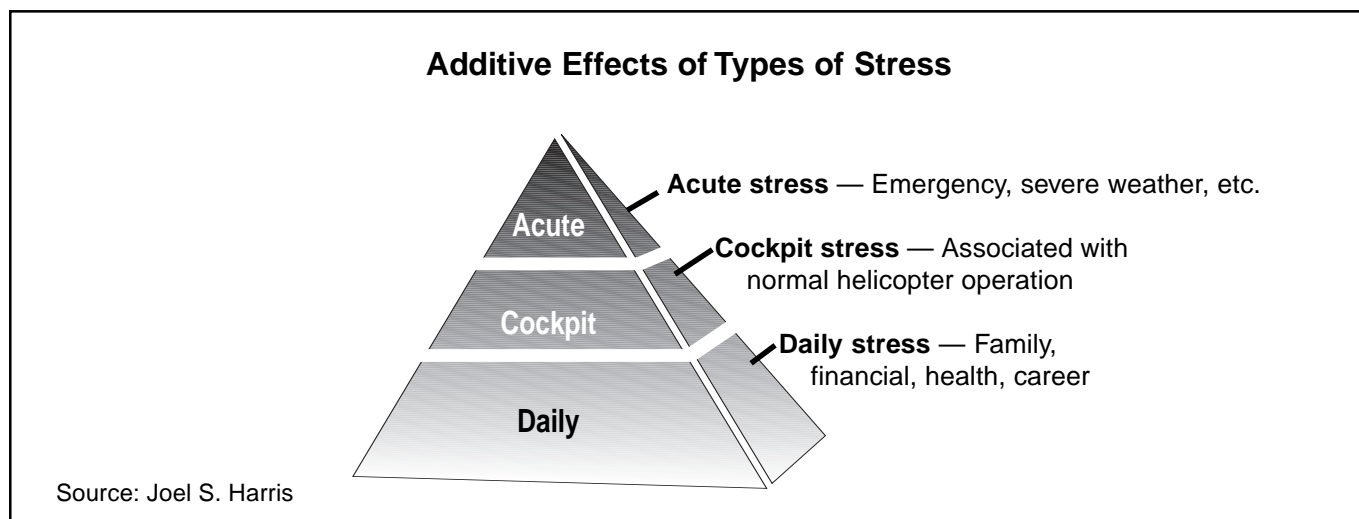 Additive Effects of Types of Stress
Acute stress — Emergency, severe weather, etc.
Acute
Cockpit stress — Associated with
normal helicopter operation
Cockpit
Daily stress — Family,
financial, health, career
Daily
Source: Joel S. Harris